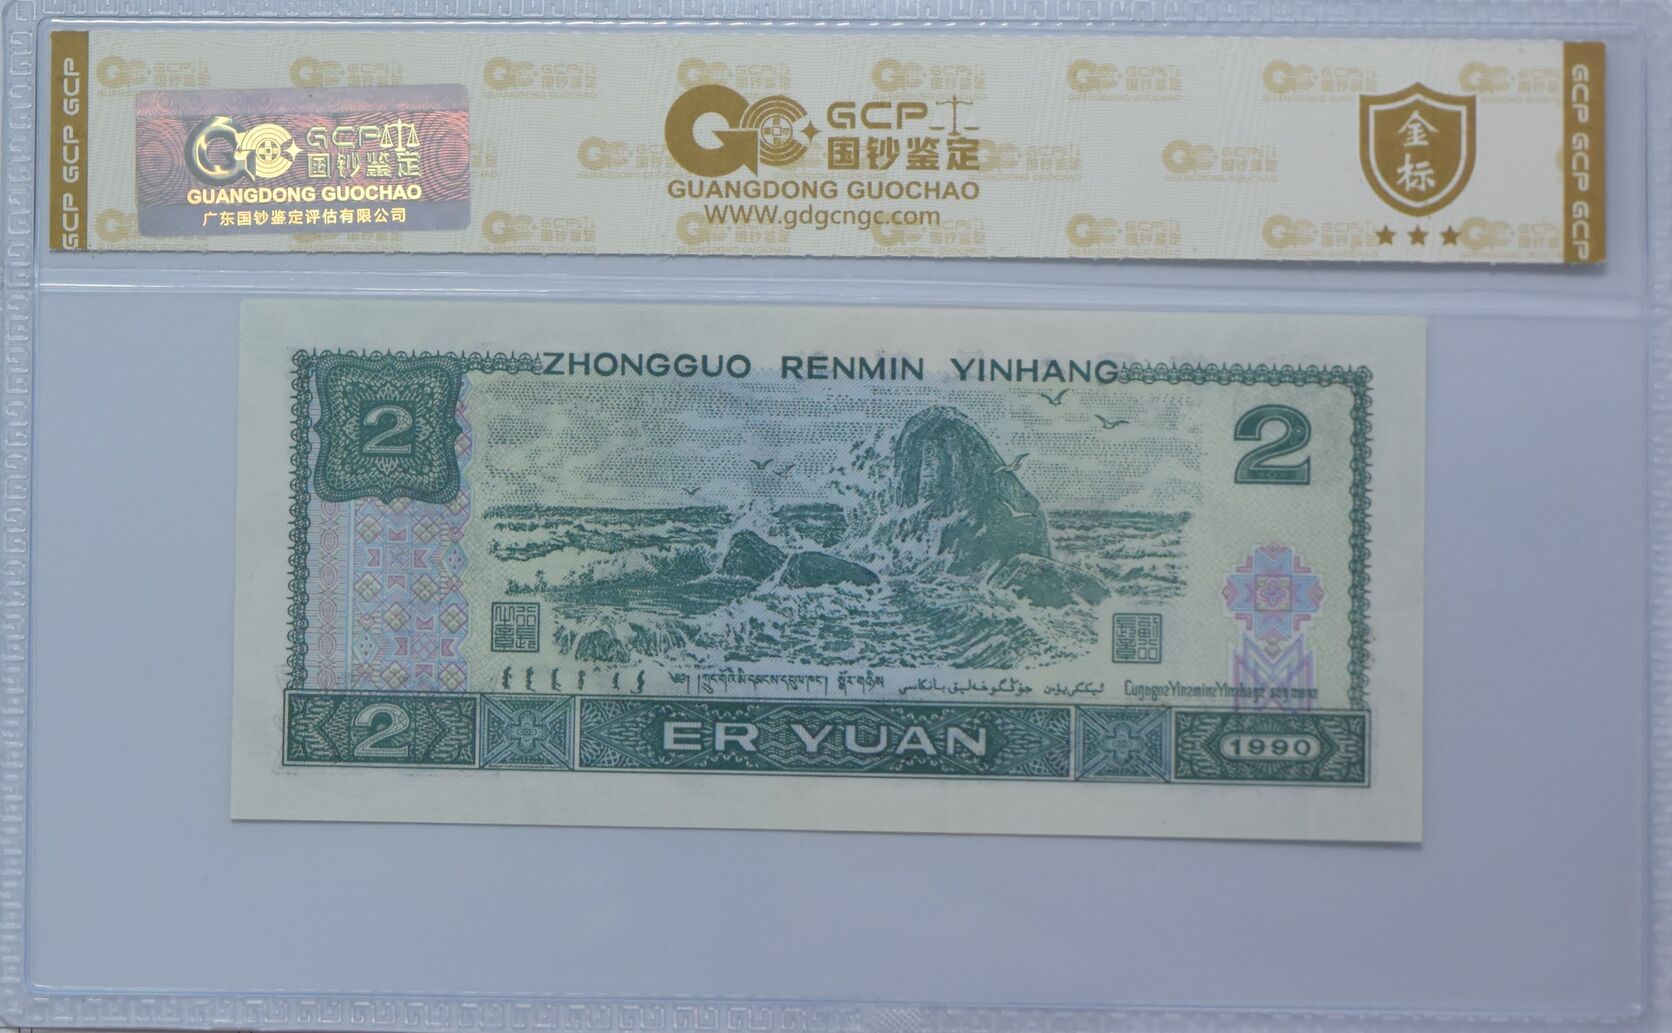 GCP GCP GCP GCP
GCP
国钞鉴定
GUANGDONG GUOCHAO
广东国钞鉴定评估有限公司
GCP
国钞鉴定
GUANGDONG GUOCHAO
WWW.gdgcngc.com
金
标
GCP GCP GCP GCP
ZHONGGUO RENMIN YINHANG
2
2
2
ER YUAN
1990